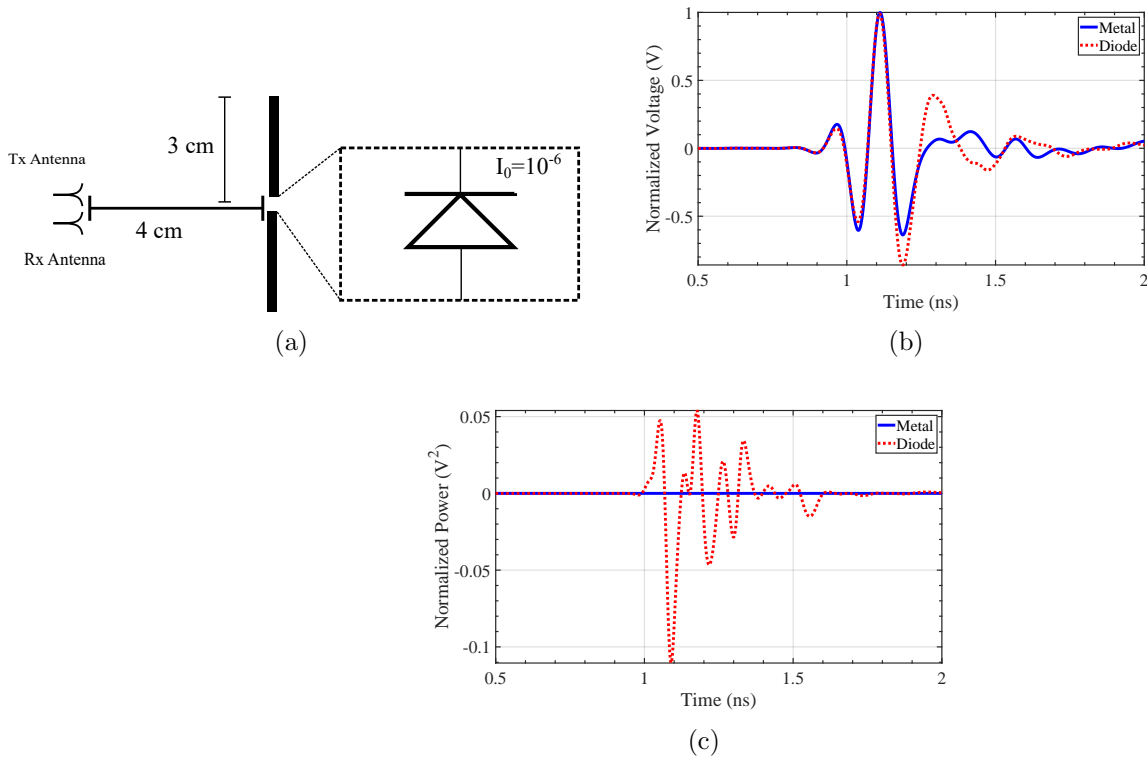 Tx Antenna
3 cm
4 cm
Rx Antenna
I₀=10⁻⁶
(a)
Normalized Voltage (V)
1
0.5
0
-0.5
0.5
1
1.5
2
Time (ns)
Metal
Diode
(b)
Normalized Power (V²)
0.05
0
-0.05
-0.1
0.5
1
1.5
2
Time (ns)
Metal
Diode
(c)